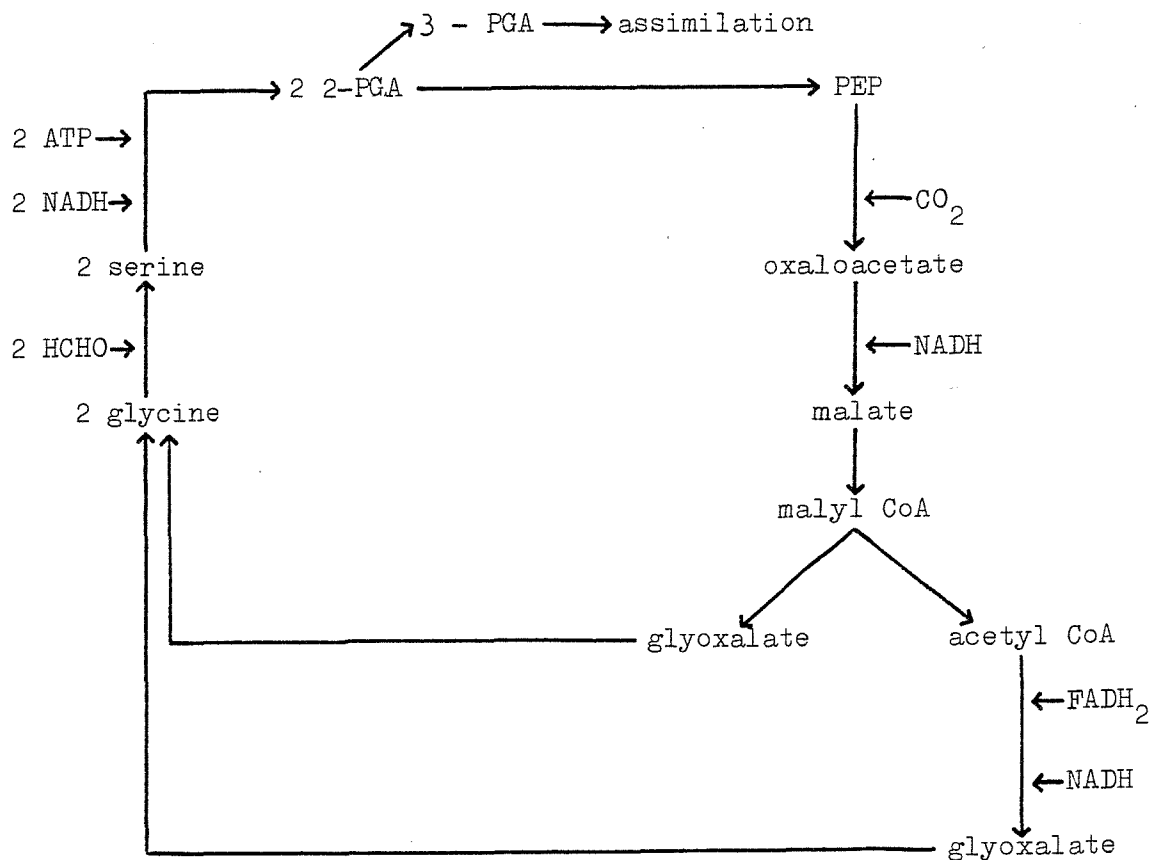 3 - PGA assimilation
2 2-PGA PEP
2 ATP
2 NADH CO2
2 serine oxaloacetate
2 HCHO NADH
2 glycine malate
malyl CoA
glyoxalate acetyl CoA
FADH2
NADH
glyoxalate